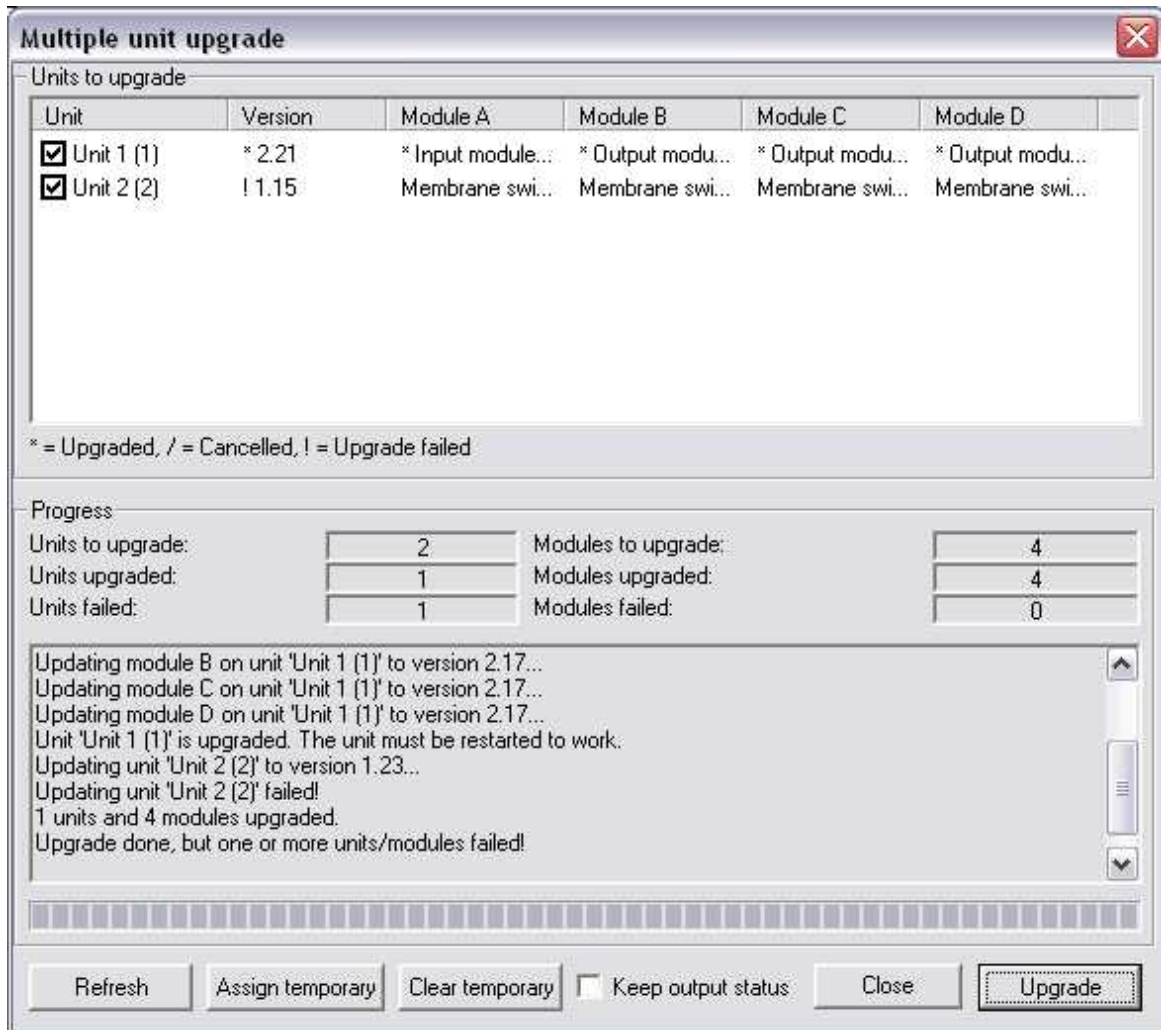 Multiple unit upgrade
Units to upgrade
Unit Version Module A Module B Module C Module D
Unit 1 (1) * 2.21 * Input module... * Output modu... * Output modu... * Output modu...
Unit 2 (2) ! 1.15 Membrane swi... Membrane swi... Membrane swi... Membrane swi...
* = Upgraded, / = Cancelled, ! = Upgrade failed
Progress
Units to upgrade: 2 Modules to upgrade: 4
Units upgraded: 1 Modules upgraded: 4
Units failed: 1 Modules failed: 0
Updating module B on unit 'Unit 1 (1)' to version 2.17...
Updating module C on unit 'Unit 1 (1)' to version 2.17...
Updating module D on unit 'Unit 1 (1)' to version 2.17...
Unit 'Unit 1 (1)' is upgraded. The unit must be restarted to work.
Updating unit 'Unit 2 (2)' to version 1.23...
Updating unit 'Unit 2 (2)' failed!
1 units and 4 modules upgraded.
Upgrade done, but one or more units/modules failed!
Refresh Assign temporary Clear temporary Keep output status Close Upgrade